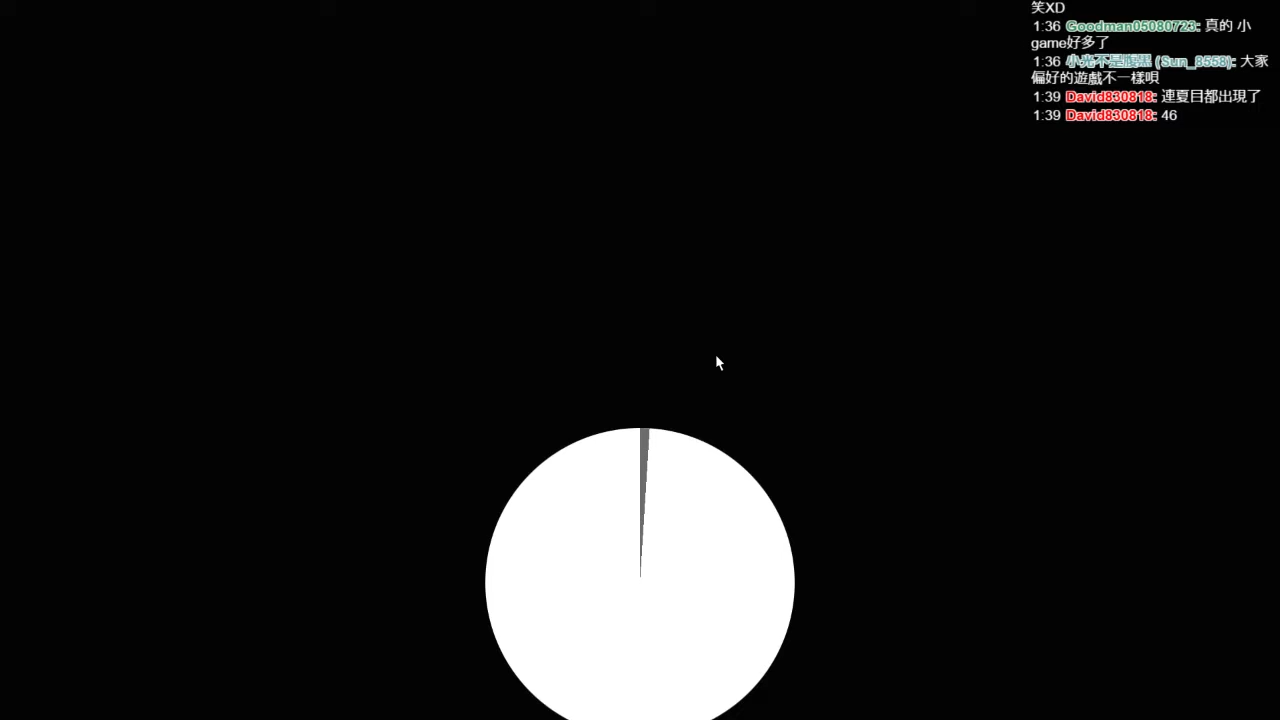 笑XD
1:36 Goodman05080723: 真的 小
game好多了
1:36 小光不是腹黑 (Sun_8558): 大家
偏好的遊戲不一樣唄
1:39 David830818: 連夏目都出現了
1:39 David830818: 46